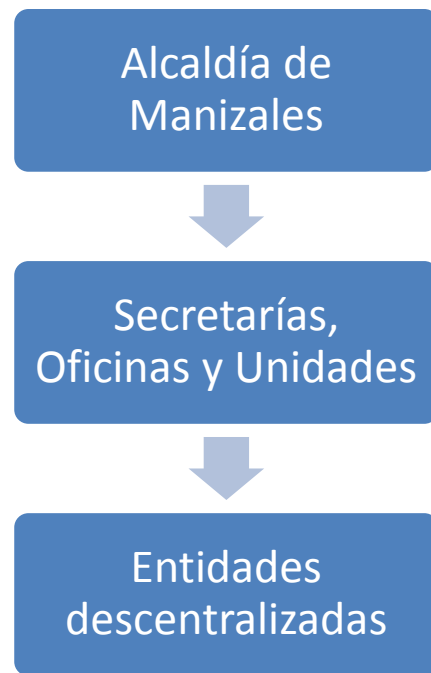 Alcaldía de
Manizales
Secretarías,
Oficinas y Unidades
Entidades
descentralizadas